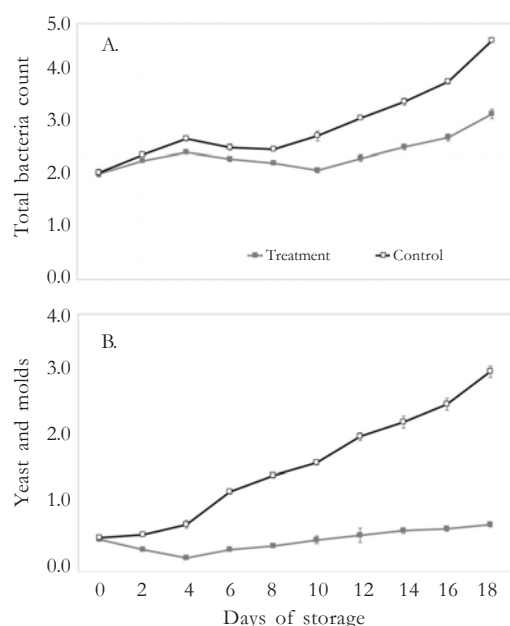 5.0
A.
4.0
3.0
2.0
1.0
0.0
Total bacteria count
Treatment Control
4.0
B.
3.0
2.0
1.0
0.0
Yeast and molds
0 2 4 6 8 10 12 14 16 18
Days of storage